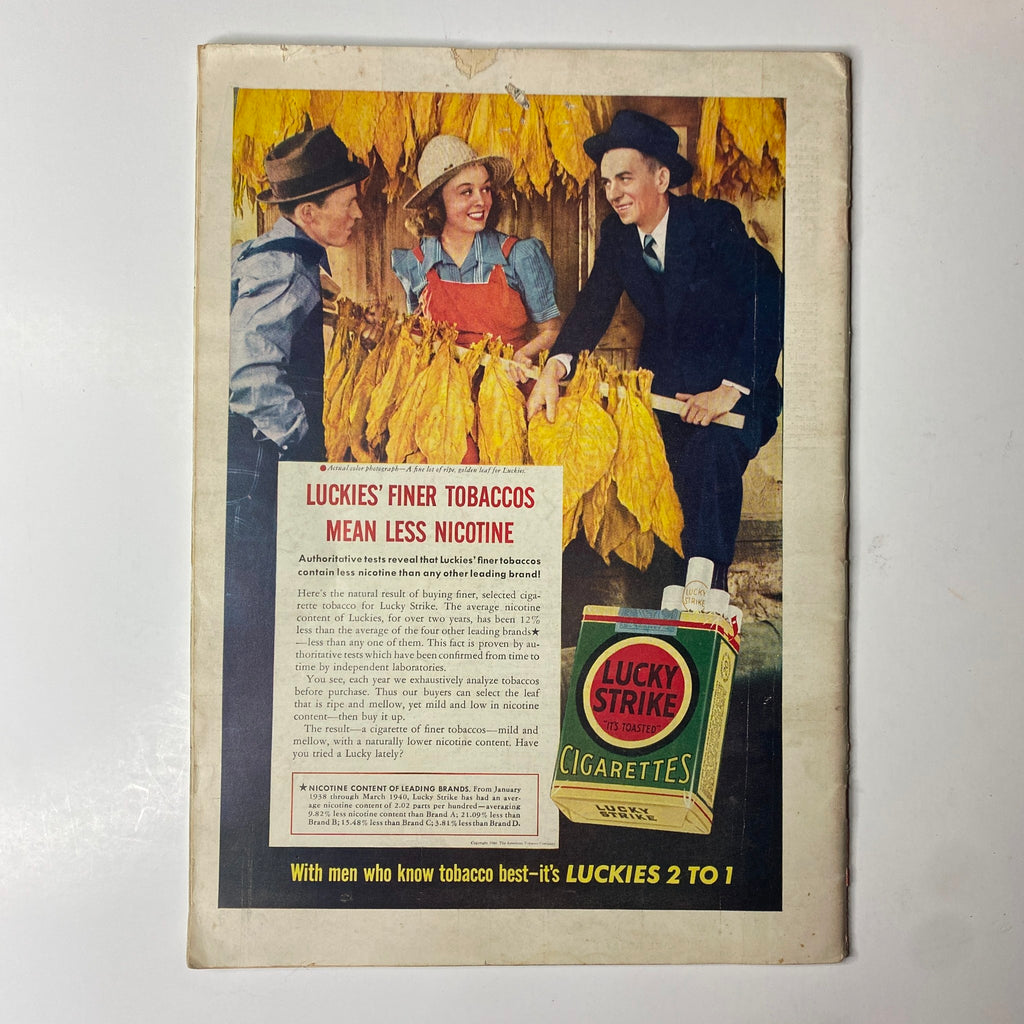 ● Actual color photograph—A fine lot of ripe, golden leaf for Luckies.
LUCKIES' FINER TOBACCOS
MEAN LESS NICOTINE
Authoritative tests reveal that Luckies' finer tobaccos
contain less nicotine than any other leading brand!
Here's the natural result of buying finer, selected ciga-
rette tobacco for Lucky Strike. The average nicotine
content of Luckies, for over two years, has been 12%
less than the average of the four other leading brands★
—less than any one of them. This fact is proven by au-
thoritative tests which have been confirmed from time to
time by independent laboratories.
You see, each year we exhaustively analyze tobaccos
before purchase. Thus our buyers can select the leaf
that is ripe and mellow, yet mild and low in nicotine
content—then buy it up.
The result—a cigarette of finer tobaccos—mild and
mellow, with a naturally lower nicotine content. Have
you tried a Lucky lately?
★NICOTINE CONTENT OF LEADING BRANDS. From January
1938 through March 1940, Lucky Strike has had an aver-
age nicotine content of 2.02 parts per hundred—averaging
9.82% less nicotine content than Brand A; 21.09% less than
Brand B; 15.48% less than Brand C; 3.81% less than Brand D.
Copyright 1940, The American Tobacco Company
LUCKY
STRIKE
LUCKY
STRIKE
"IT'S TOASTED"
CIGARETTES
LUCKY
STRIKE
With men who know tobacco best—it's LUCKIES 2 TO 1